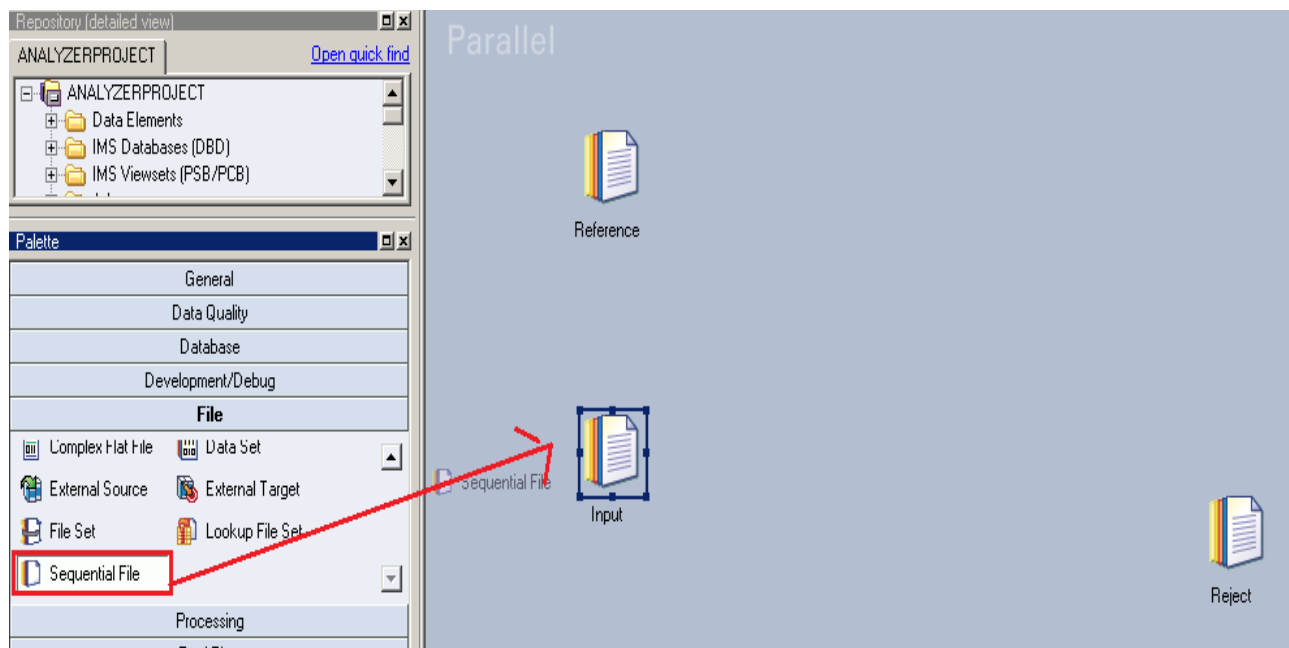 Repository (detailed view)
ANALYZERPROJECT
Open quick find
ANALYZERPROJECT
Data Elements
IMS Databases (DBD)
IMS Viewsets (PSB/PCB)
Palette
General
Data Quality
Database
Development/Debug
File
Complex Flat File
Data Set
External Source
External Target
File Set
Lookup File Set
Sequential File
Processing
Parallel
Reference
Sequential File
Input
Reject